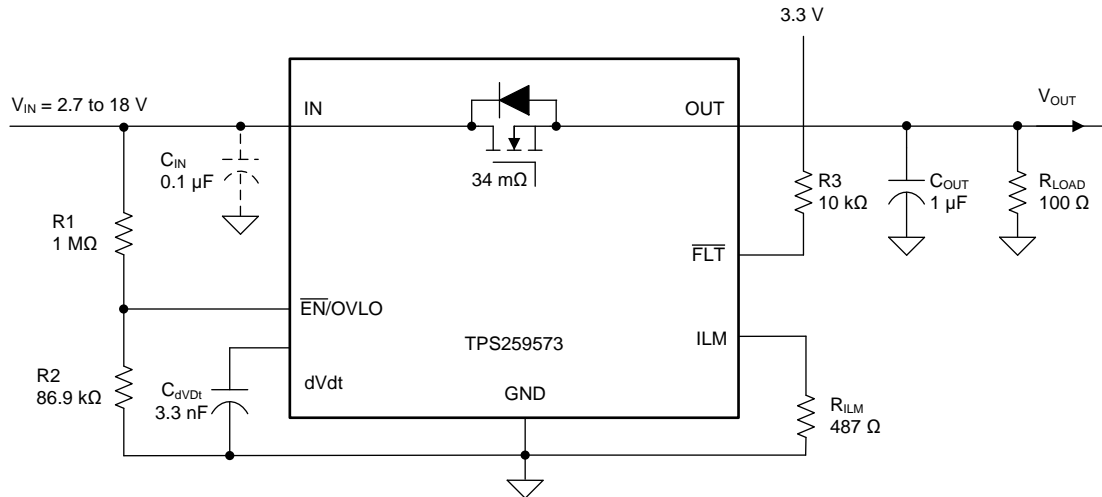 3.3 V
V_IN = 2.7 to 18 V
IN
OUT
V_OUT
C_IN
0.1 µF
34 mΩ
R3
10 kΩ
C_OUT
1 µF
R_LOAD
100 Ω
R1
1 MΩ
FLT
EN/OVLO
TPS259573
ILM
R2
86.9 kΩ
C_dVDt
3.3 nF
dVdt
GND
R_ILM
487 Ω